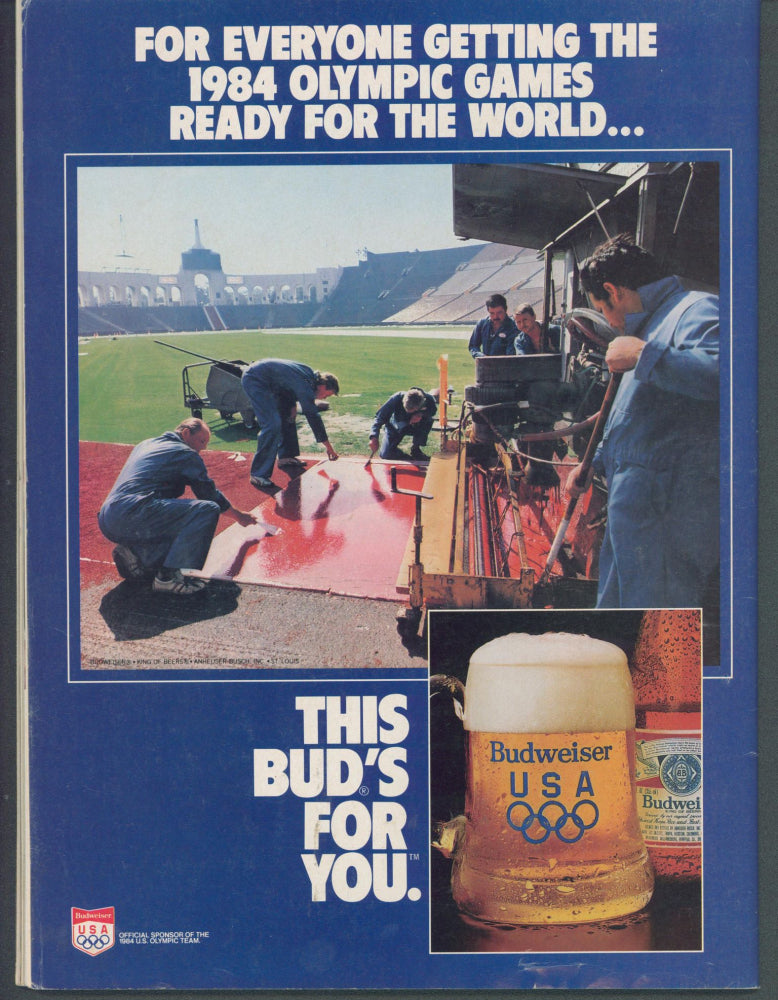 FOR EVERYONE GETTING THE
1984 OLYMPIC GAMES
READY FOR THE WORLD...
BUDWEISER® • KING OF BEERS® • ANHEUSER-BUSCH, INC. • ST. LOUIS
THIS
BUD'S®
FOR
YOU.™
Budweiser
USA
Budwei
AB
Budweiser
USA
OFFICIAL SPONSOR OF THE
1984 U.S. OLYMPIC TEAM.